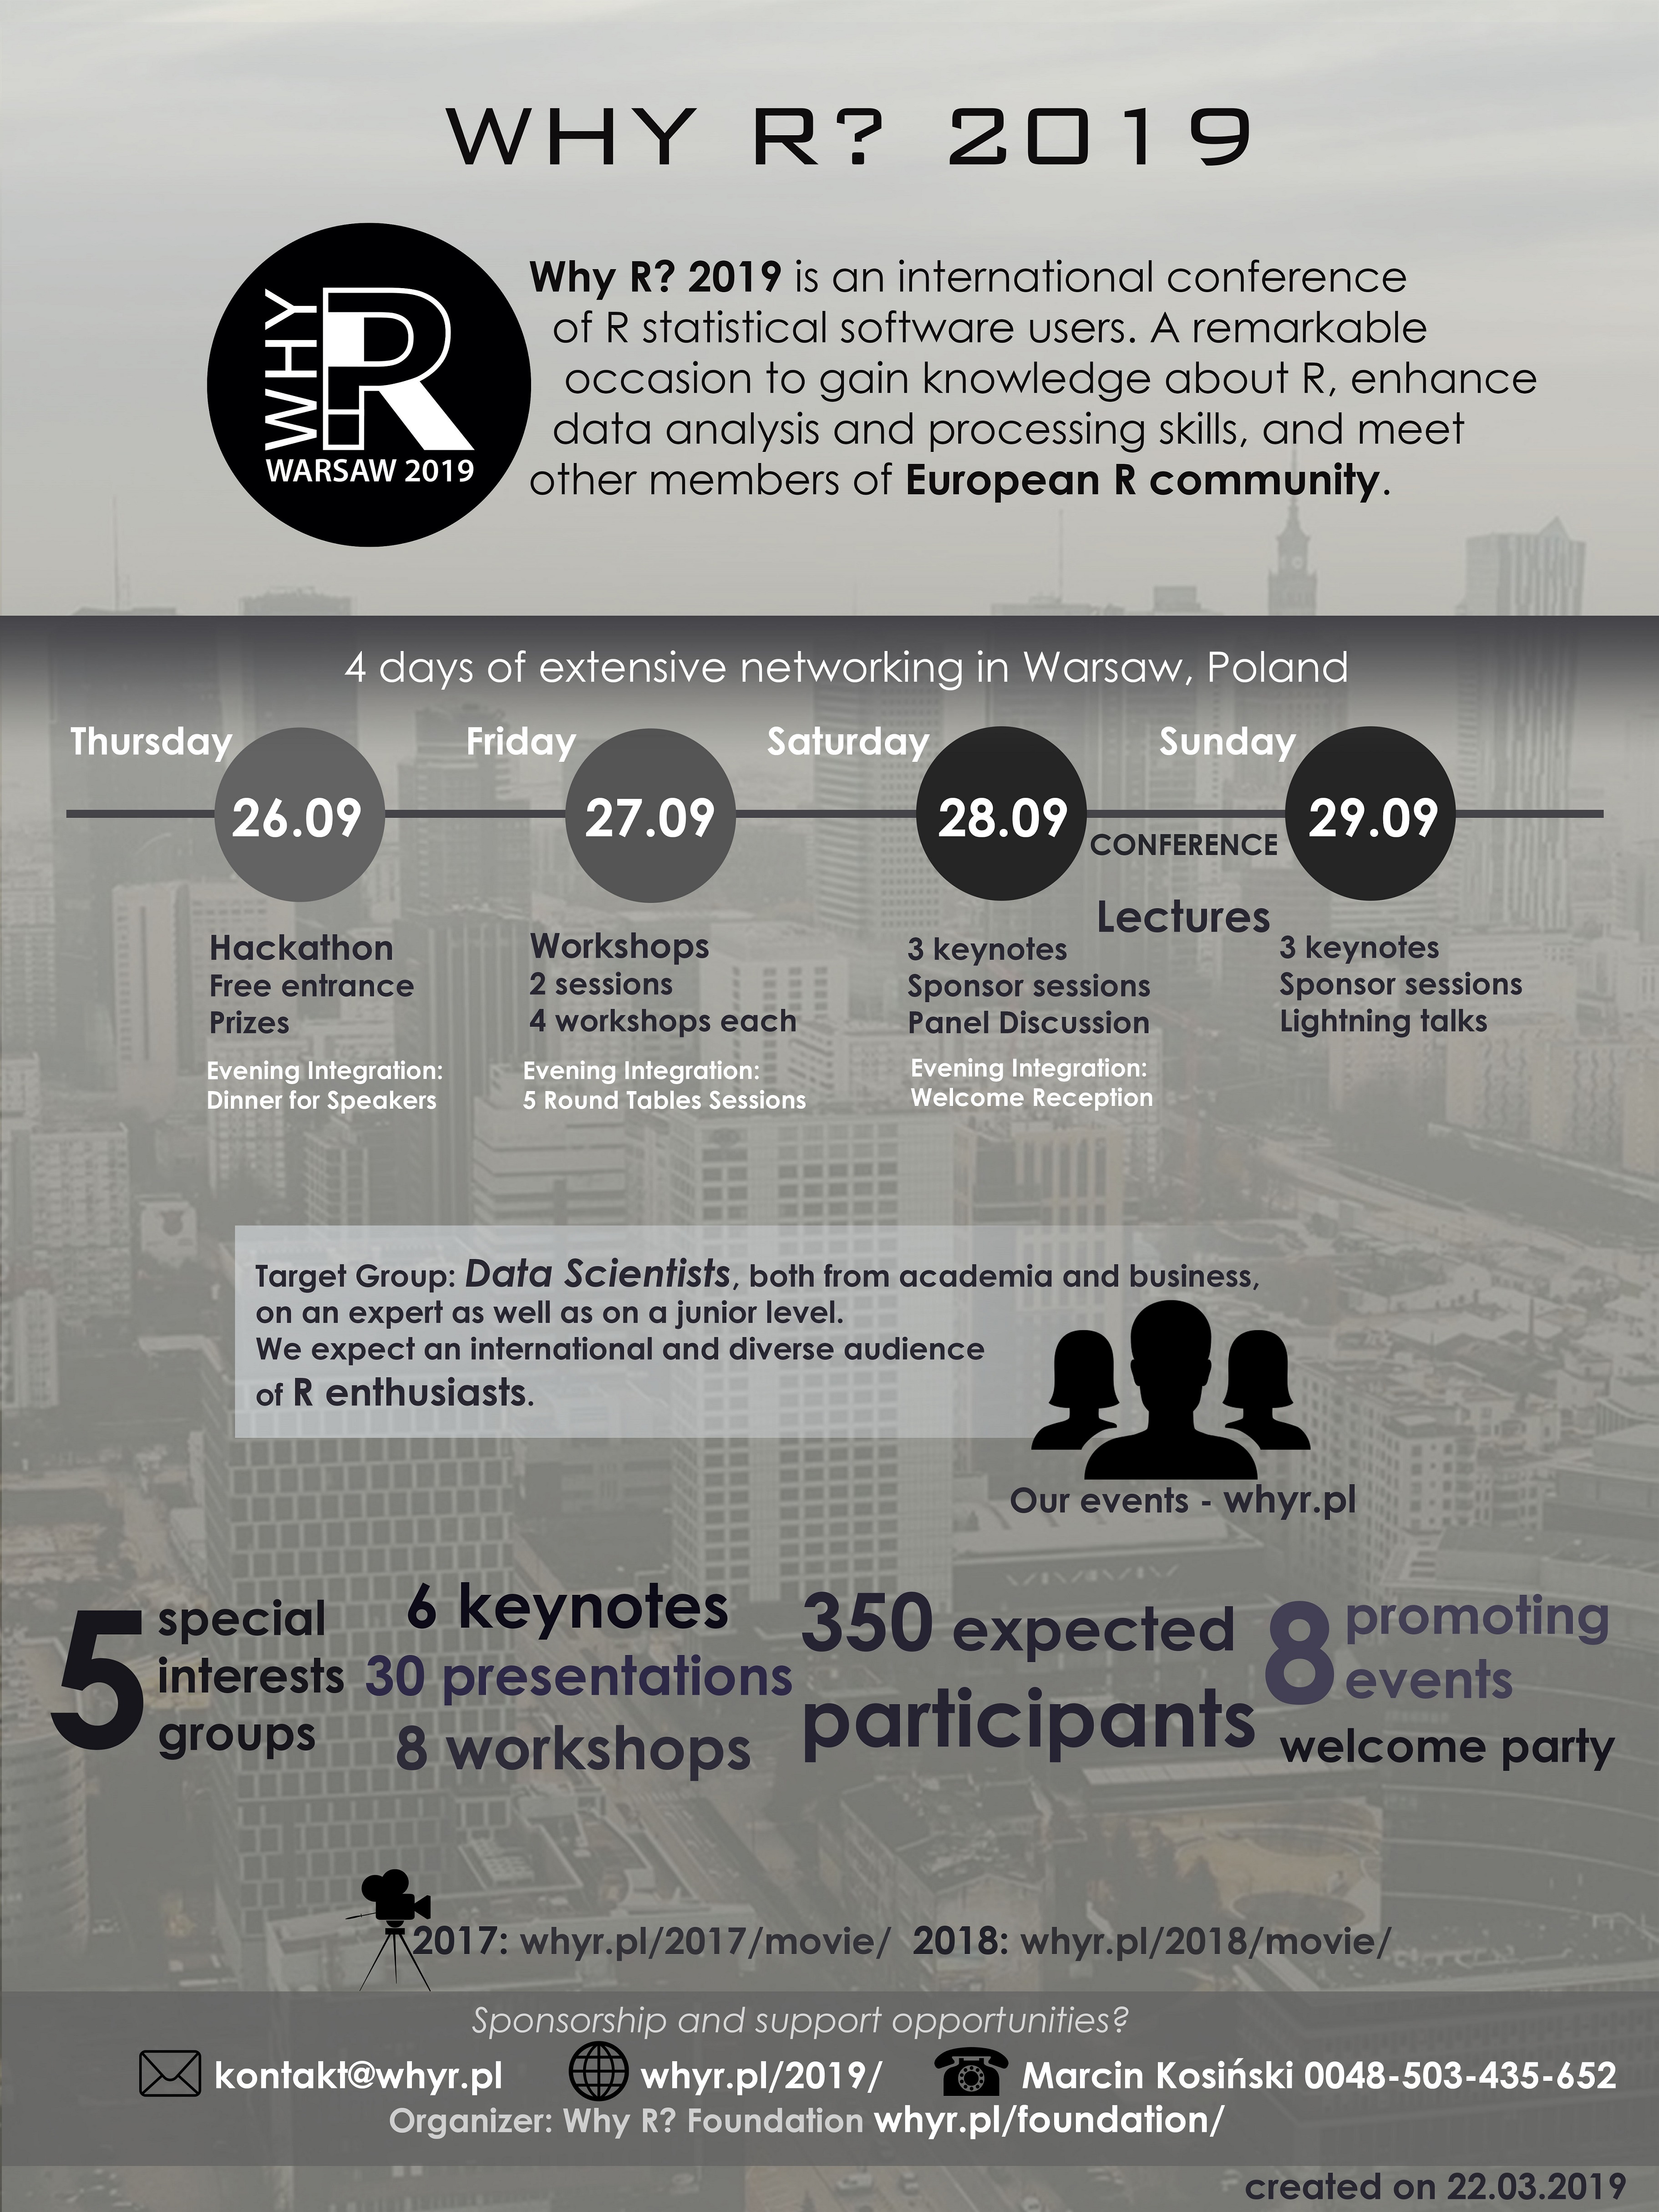 WHY R? 2019
WHY R
WARSAW 2019
Why R? 2019 is an international conference
of R statistical software users. A remarkable
occasion to gain knowledge about R, enhance
data analysis and processing skills, and meet
other members of European R community.
4 days of extensive networking in Warsaw, Poland
Thursday
26.09
Hackathon
Free entrance
Prizes
Evening Integration:
Dinner for Speakers
Friday
27.09
Workshops
2 sessions
4 workshops each
Evening Integration:
5 Round Tables Sessions
CONFERENCE
Lectures
Saturday
28.09
3 keynotes
Sponsor sessions
Panel Discussion
Evening Integration:
Welcome Reception
Sunday
29.09
3 keynotes
Sponsor sessions
Lightning talks
Target Group: Data Scientists, both from academia and business,
on an expert as well as on a junior level.
We expect an international and diverse audience
of R enthusiasts.
Our events - whyr.pl
5 special
interests
groups
6 keynotes
30 presentations
8 workshops
350 expected
participants
8 promoting
events
welcome party
2017: whyr.pl/2017/movie/ 2018: whyr.pl/2018/movie/
Sponsorship and support opportunities?
kontakt@whyr.pl whyr.pl/2019/ Marcin Kosiński 0048-503-435-652
Organizer: Why R? Foundation whyr.pl/foundation/
created on 22.03.2019